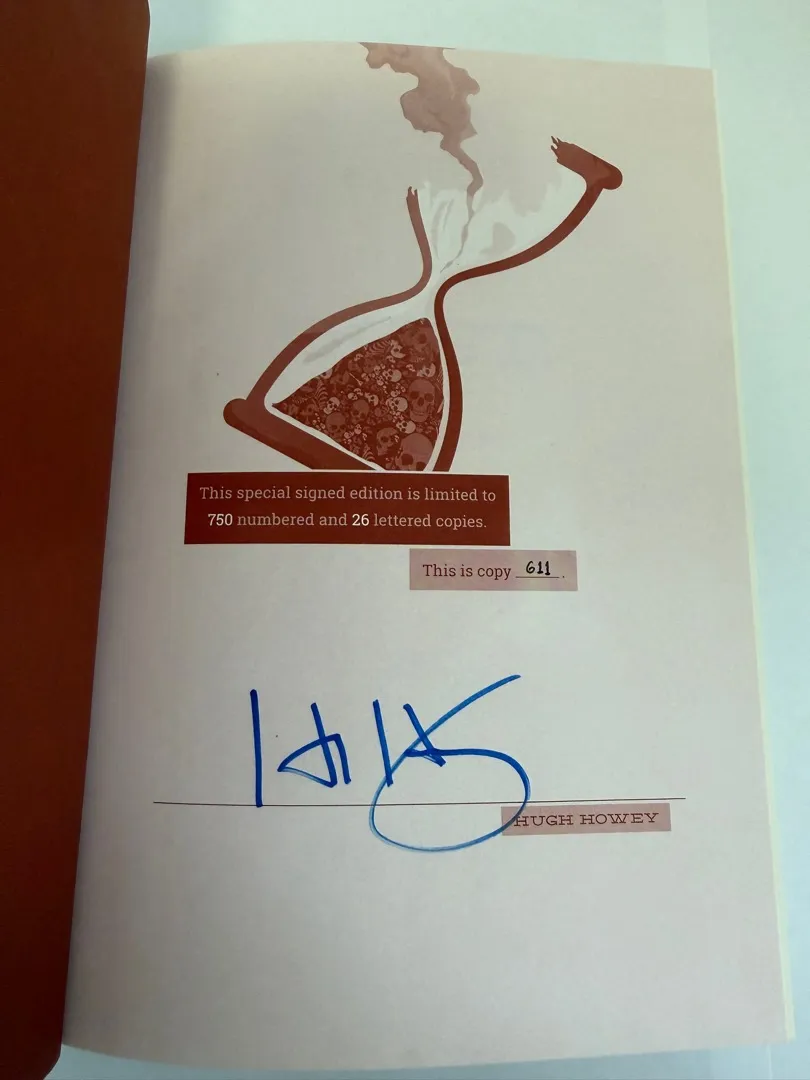 This special signed edition is limited to
750 numbered and 26 lettered copies.
This is copy 611.
HUGH HOWEY